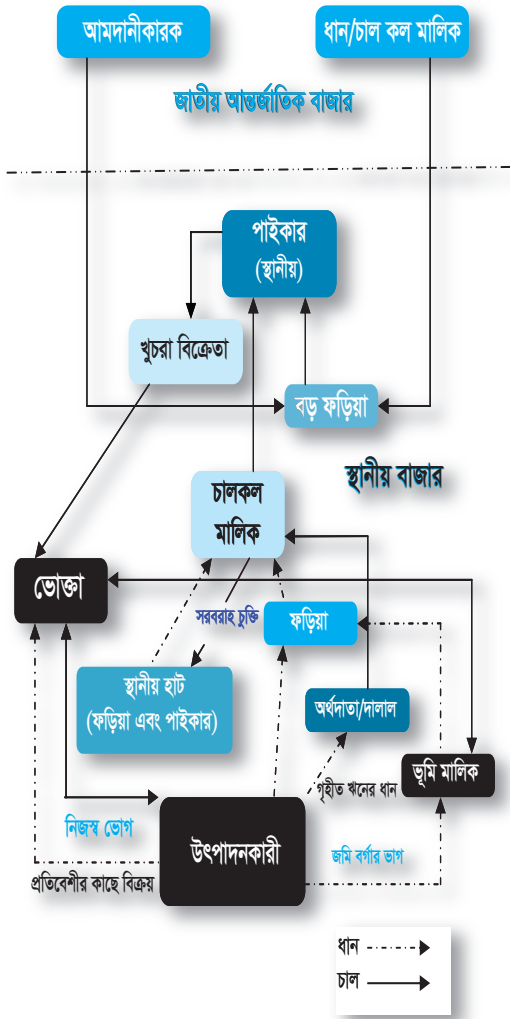 আমদানীকারক
ধান/চাল কল মালিক
জাতীয় আন্তর্জাতিক বাজার
পাইকার
(স্থানীয়)
খুচরা বিক্রেতা
বড় ফড়িয়া
স্থানীয় বাজার
চালকল
মালিক
ভোক্তা
সরবরাহ চুক্তি
ফড়িয়া
স্থানীয় হাট
(ফড়িয়া এবং পাইকার)
অর্থদাতা/দালাল
ভূমি মালিক
গৃহীত ঋনের ধান
নিজস্ব ভোগ
উৎপাদনকারী
জমি বর্গার ভাগ
প্রতিবেশীর কাছে বিক্রয়
ধান
চাল